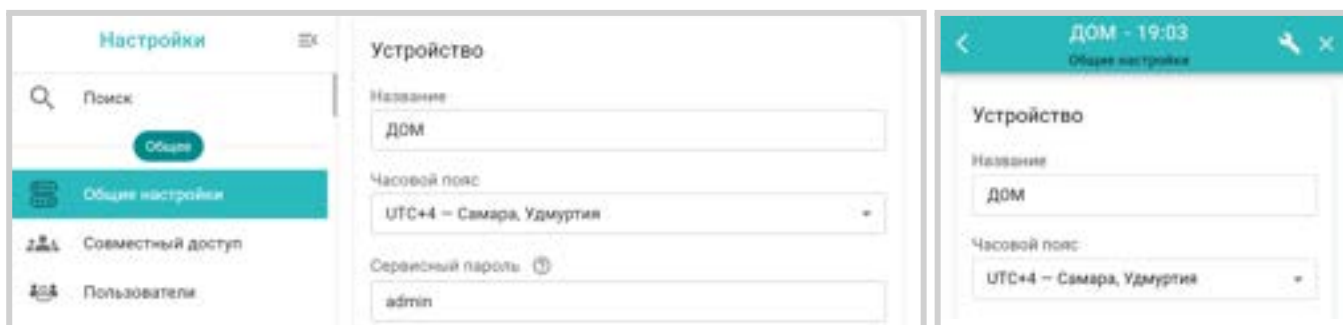 Настройки
Поиск
Общее
Общие настройки
Совместный доступ
Пользователи
Устройство
Название
ДОМ
Часовой пояс
UTC+4 — Самара, Удмуртия
Сервисный пароль
admin
ДОМ - 19:03
Общие настройки
Устройство
Название
ДОМ
Часовой пояс
UTC+4 — Самара, Удмуртия